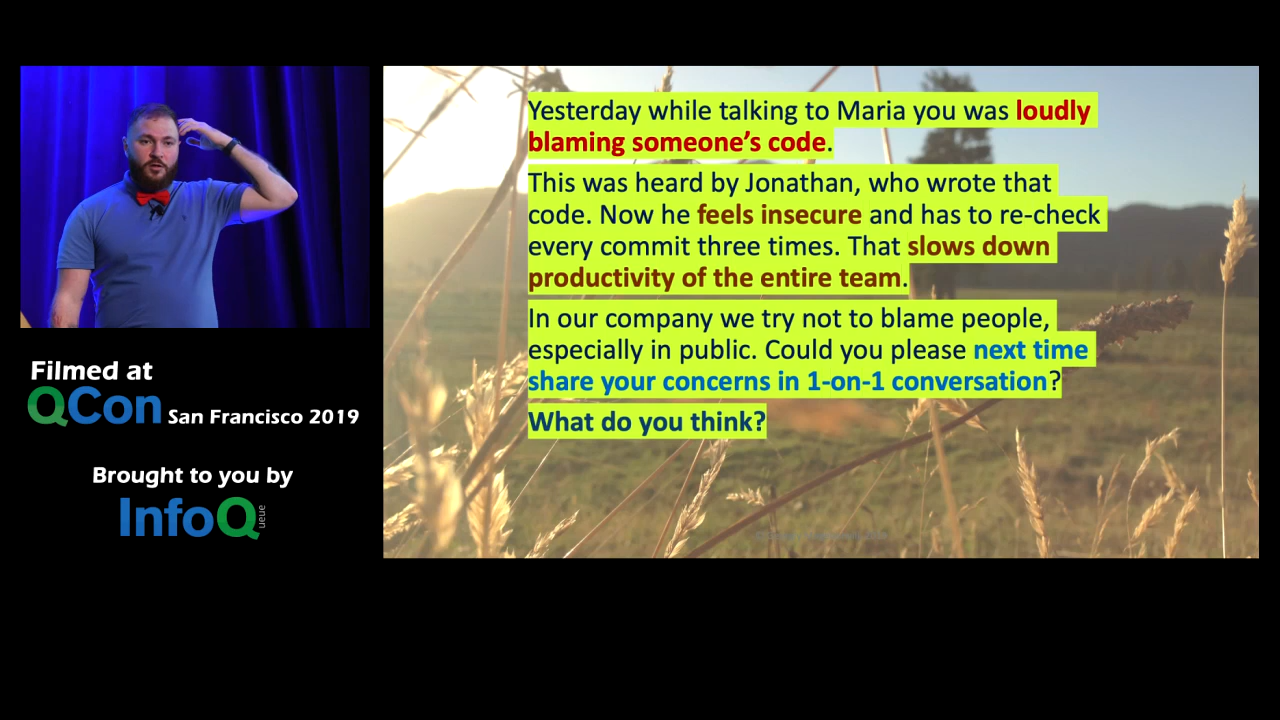 Yesterday while talking to Maria you was loudly
blaming someone’s code.
This was heard by Jonathan, who wrote that
code. Now he feels insecure and has to re-check
every commit three times. That slows down
productivity of the entire team.
In our company we try not to blame people,
especially in public. Could you please next time
share your concerns in 1-on-1 conversation?
What do you think?
Filmed at
QCon San Francisco 2019
Brought to you by
InfoQueue